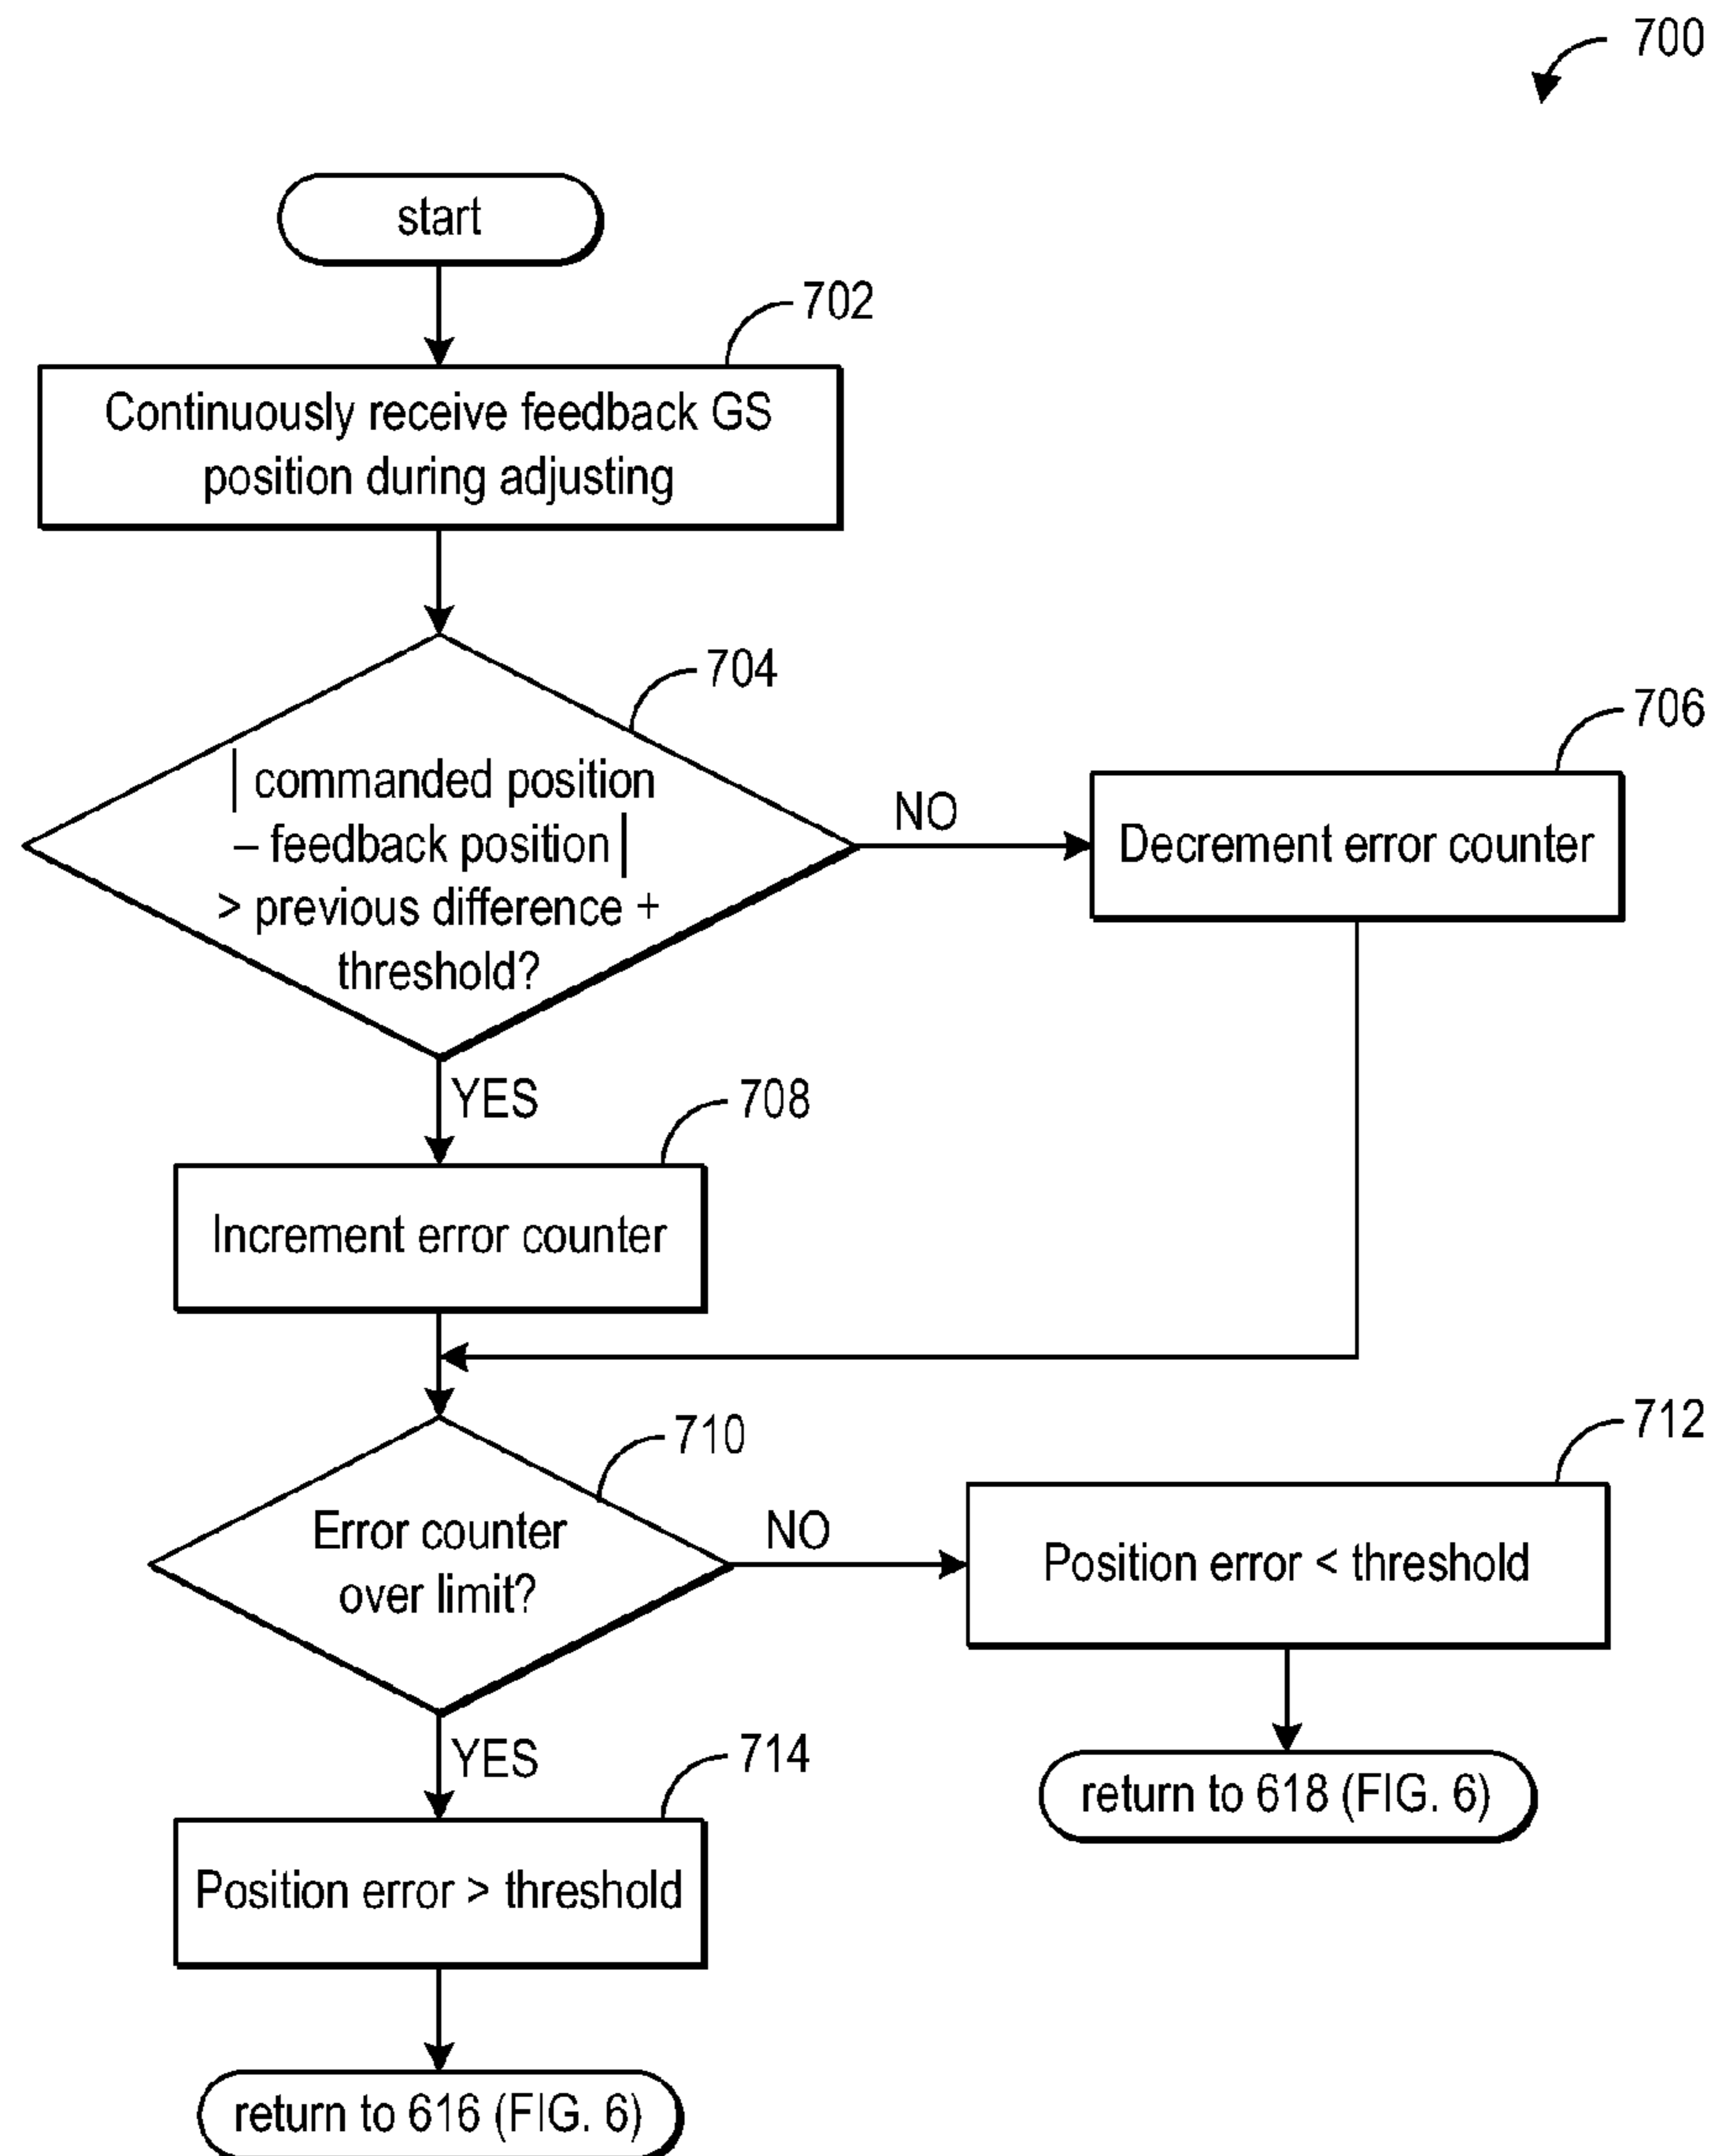 700
start
702
Continuously receive feedback GS
position during adjusting
704
| commanded position
– feedback position |
> previous difference +
threshold?
NO
706
Decrement error counter
YES
708
Increment error counter
710
Error counter
over limit?
NO
712
Position error < threshold
return to 618 (FIG. 6)
YES
714
Position error > threshold
return to 616 (FIG. 6)